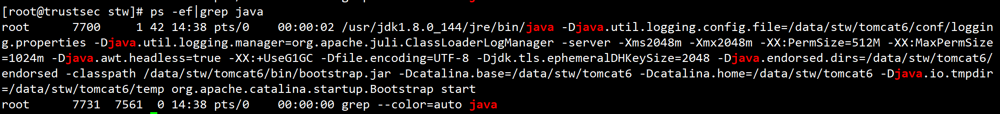 [root@trustsec stw]# ps -ef|grep java
root      7700     1 42 14:38 pts/0    00:00:02 /usr/jdk1.8.0_144/jre/bin/java -Djava.util.logging.config.file=/data/stw/tomcat6/conf/loggin
g.properties -Djava.util.logging.manager=org.apache.juli.ClassLoaderLogManager -server -Xms2048m -Xmx2048m -XX:PermSize=512M -XX:MaxPermSize
=1024m -Djava.awt.headless=true -XX:+UseG1GC -Dfile.encoding=UTF-8 -Djdk.tls.ephemeralDHKeySize=2048 -Djava.endorsed.dirs=/data/stw/tomcat6/
endorsed -classpath /data/stw/tomcat6/bin/bootstrap.jar -Dcatalina.base=/data/stw/tomcat6 -Dcatalina.home=/data/stw/tomcat6 -Djava.io.tmpdir
=/data/stw/tomcat6/temp org.apache.catalina.startup.Bootstrap start
root      7731  7561  0 14:38 pts/0    00:00:00 grep --color=auto java